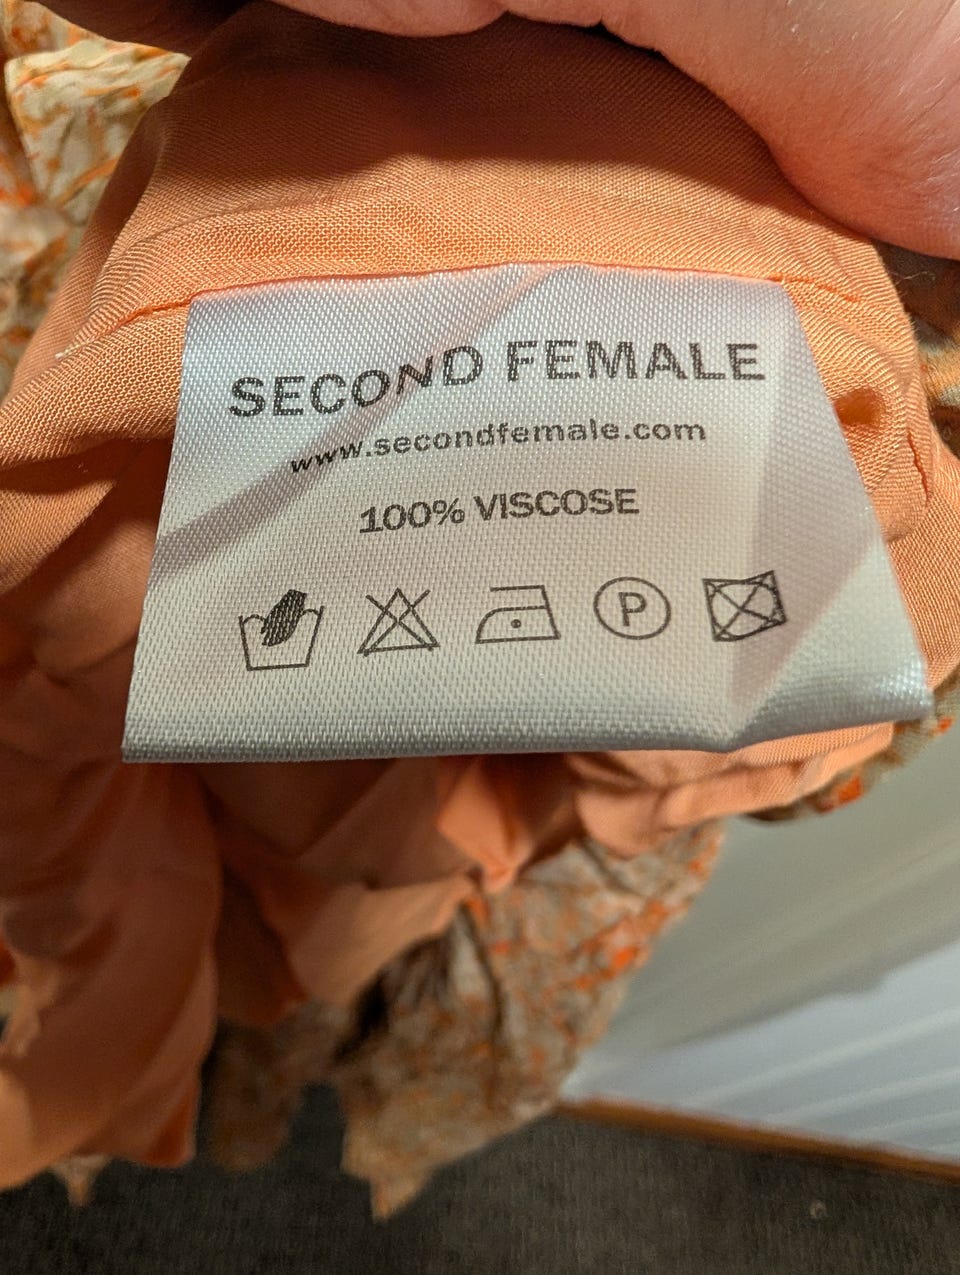 SECOND FEMALE
www.secondfemale.com
100% VISCOSE
P